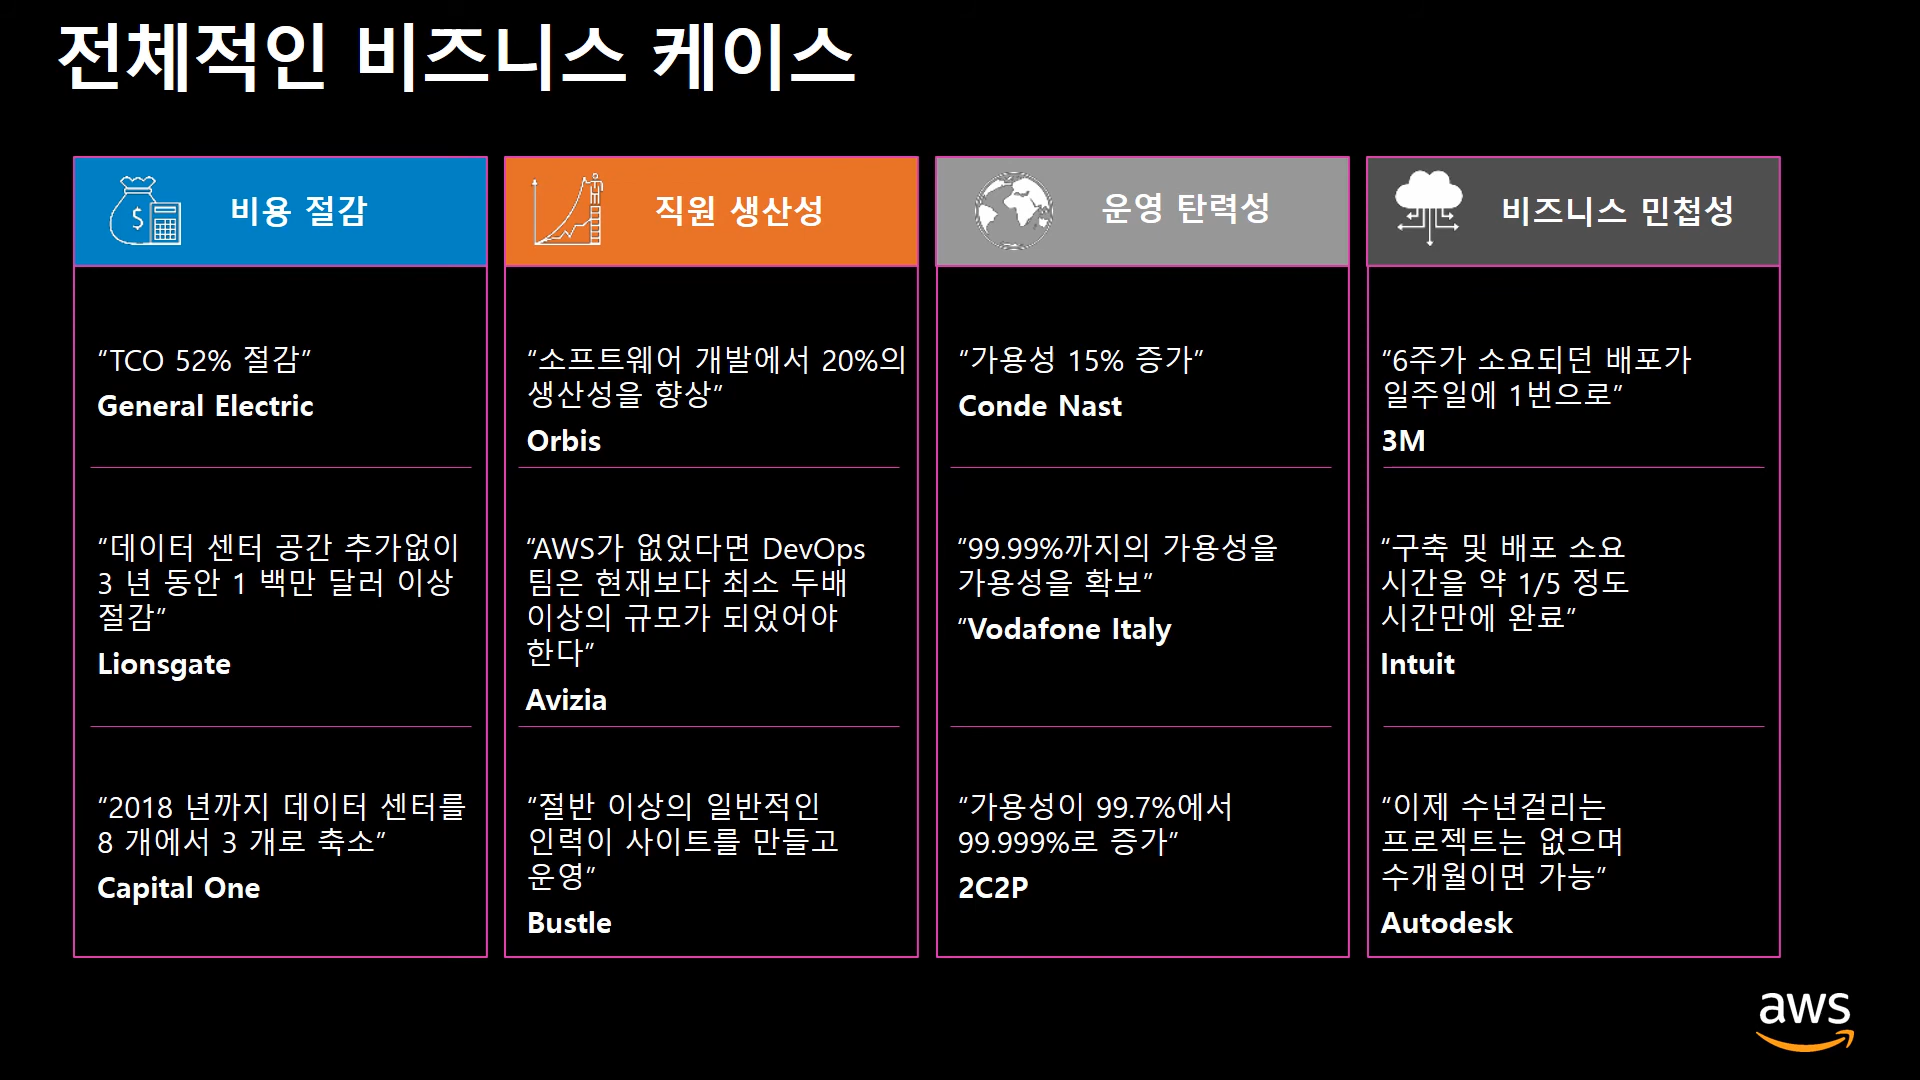 전체적인 비즈니스 케이스
비용 절감
“TCO 52% 절감”
General Electric
“데이터 센터 공간 추가없이
3 년 동안 1 백만 달러 이상
절감”
Lionsgate
“2018 년까지 데이터 센터를
8 개에서 3 개로 축소”
Capital One
직원 생산성
“소프트웨어 개발에서 20%의
생산성을 향상”
Orbis
“AWS가 없었다면 DevOps
팀은 현재보다 최소 두배
이상의 규모가 되었어야
한다”
Avizia
“절반 이상의 일반적인
인력이 사이트를 만들고
운영”
Bustle
운영 탄력성
“가용성 15% 증가”
Conde Nast
“99.99%까지의 가용성을
가용성을 확보”
“Vodafone Italy
“가용성이 99.7%에서
99.999%로 증가”
2C2P
비즈니스 민첩성
“6주가 소요되던 배포가
일주일에 1번으로”
3M
“구축 및 배포 소요
시간을 약 1/5 정도
시간만에 완료”
Intuit
“이제 수년걸리는
프로젝트는 없으며
수개월이면 가능”
Autodesk
aws